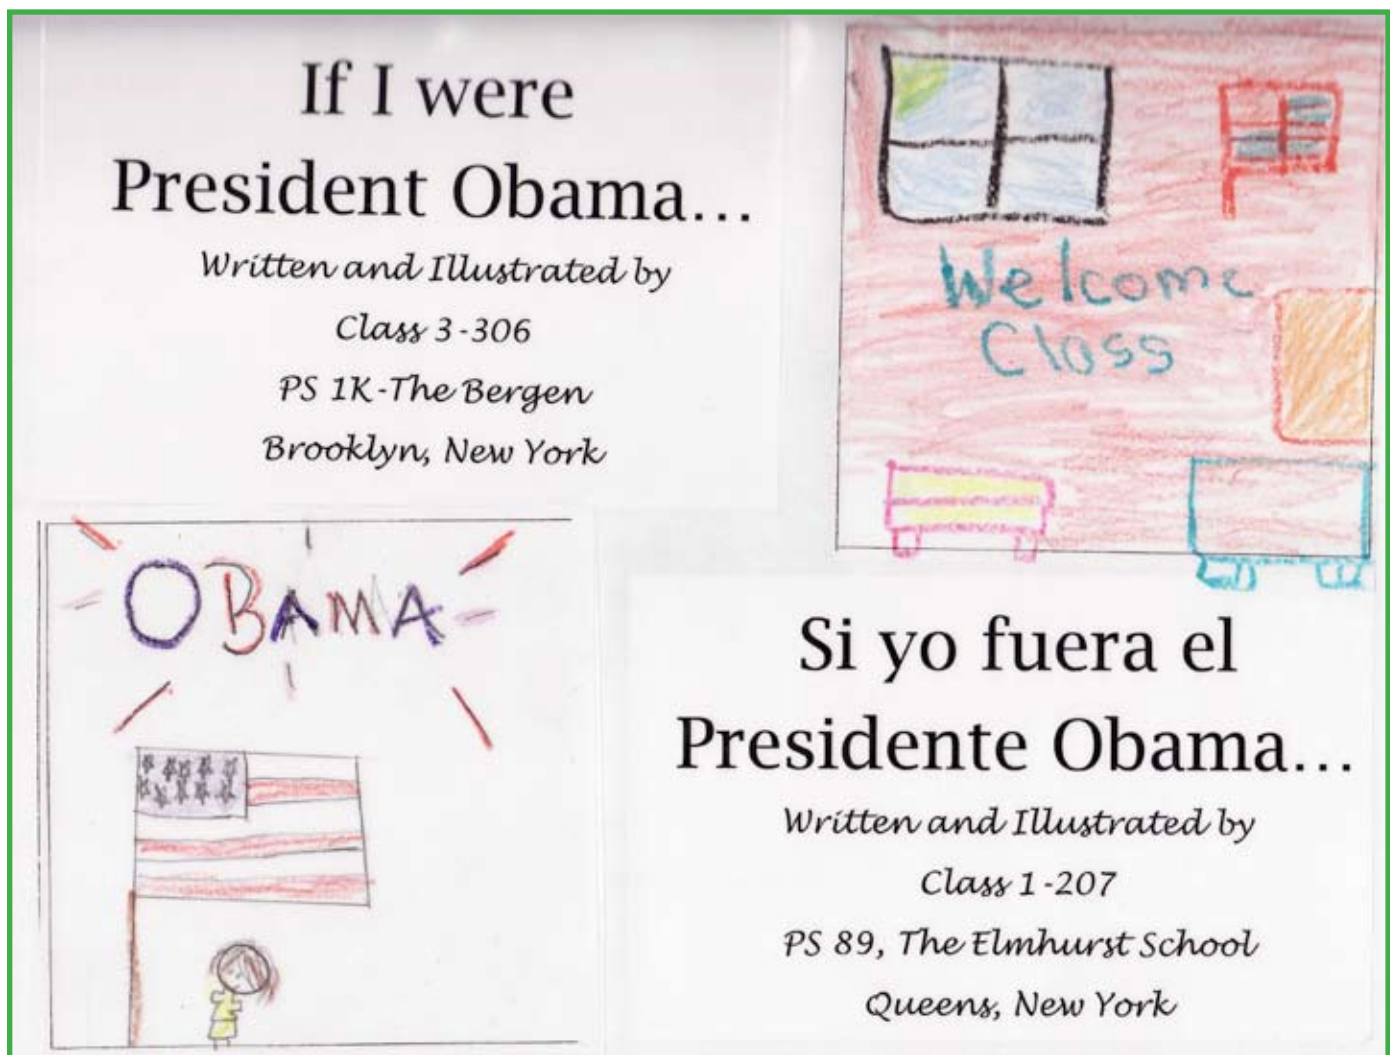 If I were
President Obama...
Written and Illustrated by
Class 3-306
PS 1K-The Bergen
Brooklyn, New York
Welcome
Class
OBAMA
Si yo fuera el
Presidente Obama...
Written and Illustrated by
Class 1-207
PS 89, The Elmhurst School
Queens, New York